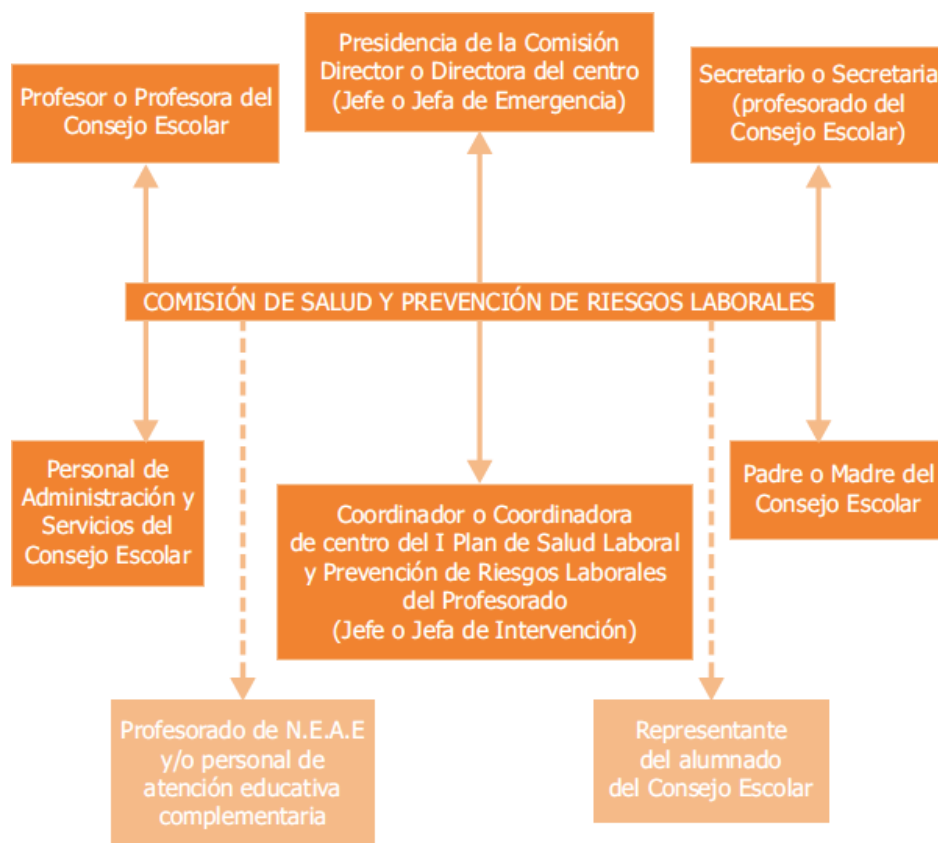 Profesor o Profesora del
Consejo Escolar
Presidencia de la Comisión
Director o Directora del centro
(Jefe o Jefa de Emergencia)
Secretario o Secretaria
(profesorado del
Consejo Escolar)
COMISIÓN DE SALUD Y PREVENCIÓN DE RIESGOS LABORALES
Personal de
Administración y
Servicios del
Consejo Escolar
Coordinador o Coordinadora
de centro del I Plan de Salud Laboral
y Prevención de Riesgos Laborales
del Profesorado
(Jefe o Jefa de Intervención)
Padre o Madre del
Consejo Escolar
Profesorado de N.E.A.E
y/o personal de
atención educativa
complementaria
Representante
del alumnado
del Consejo Escolar